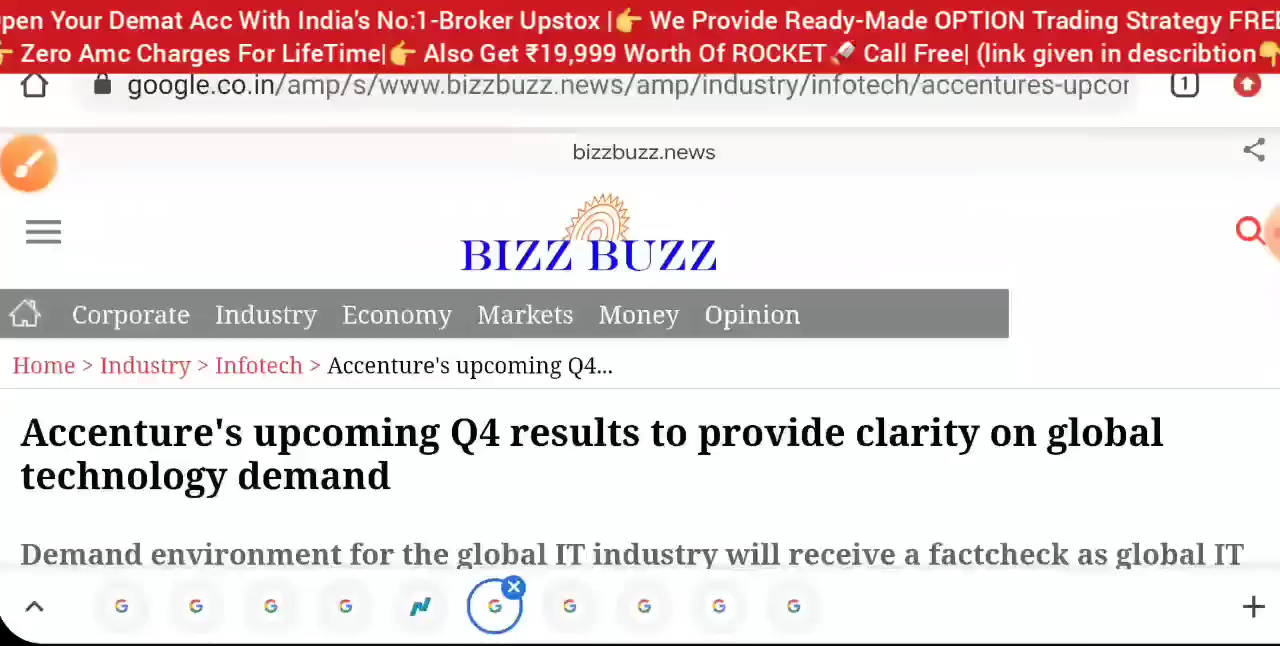 pen Your Demat Acc With India's No:1-Broker Upstox |👉 We Provide Ready-Made OPTION Trading Strategy FREE
👉 Zero Amc Charges For LifeTime|👉 Also Get ₹19,999 Worth Of ROCKET🚀 Call Free| (link given in describtion👇
google.co.in/amp/s/www.bizzbuzz.news/amp/industry/infotech/accentures-upcor
1
bizzbuzz.news
BIZZ BUZZ
Corporate Industry Economy Markets Money Opinion
Home > Industry > Infotech > Accenture's upcoming Q4...
Accenture's upcoming Q4 results to provide clarity on global
technology demand
Demand environment for the global IT industry will receive a factcheck as global IT